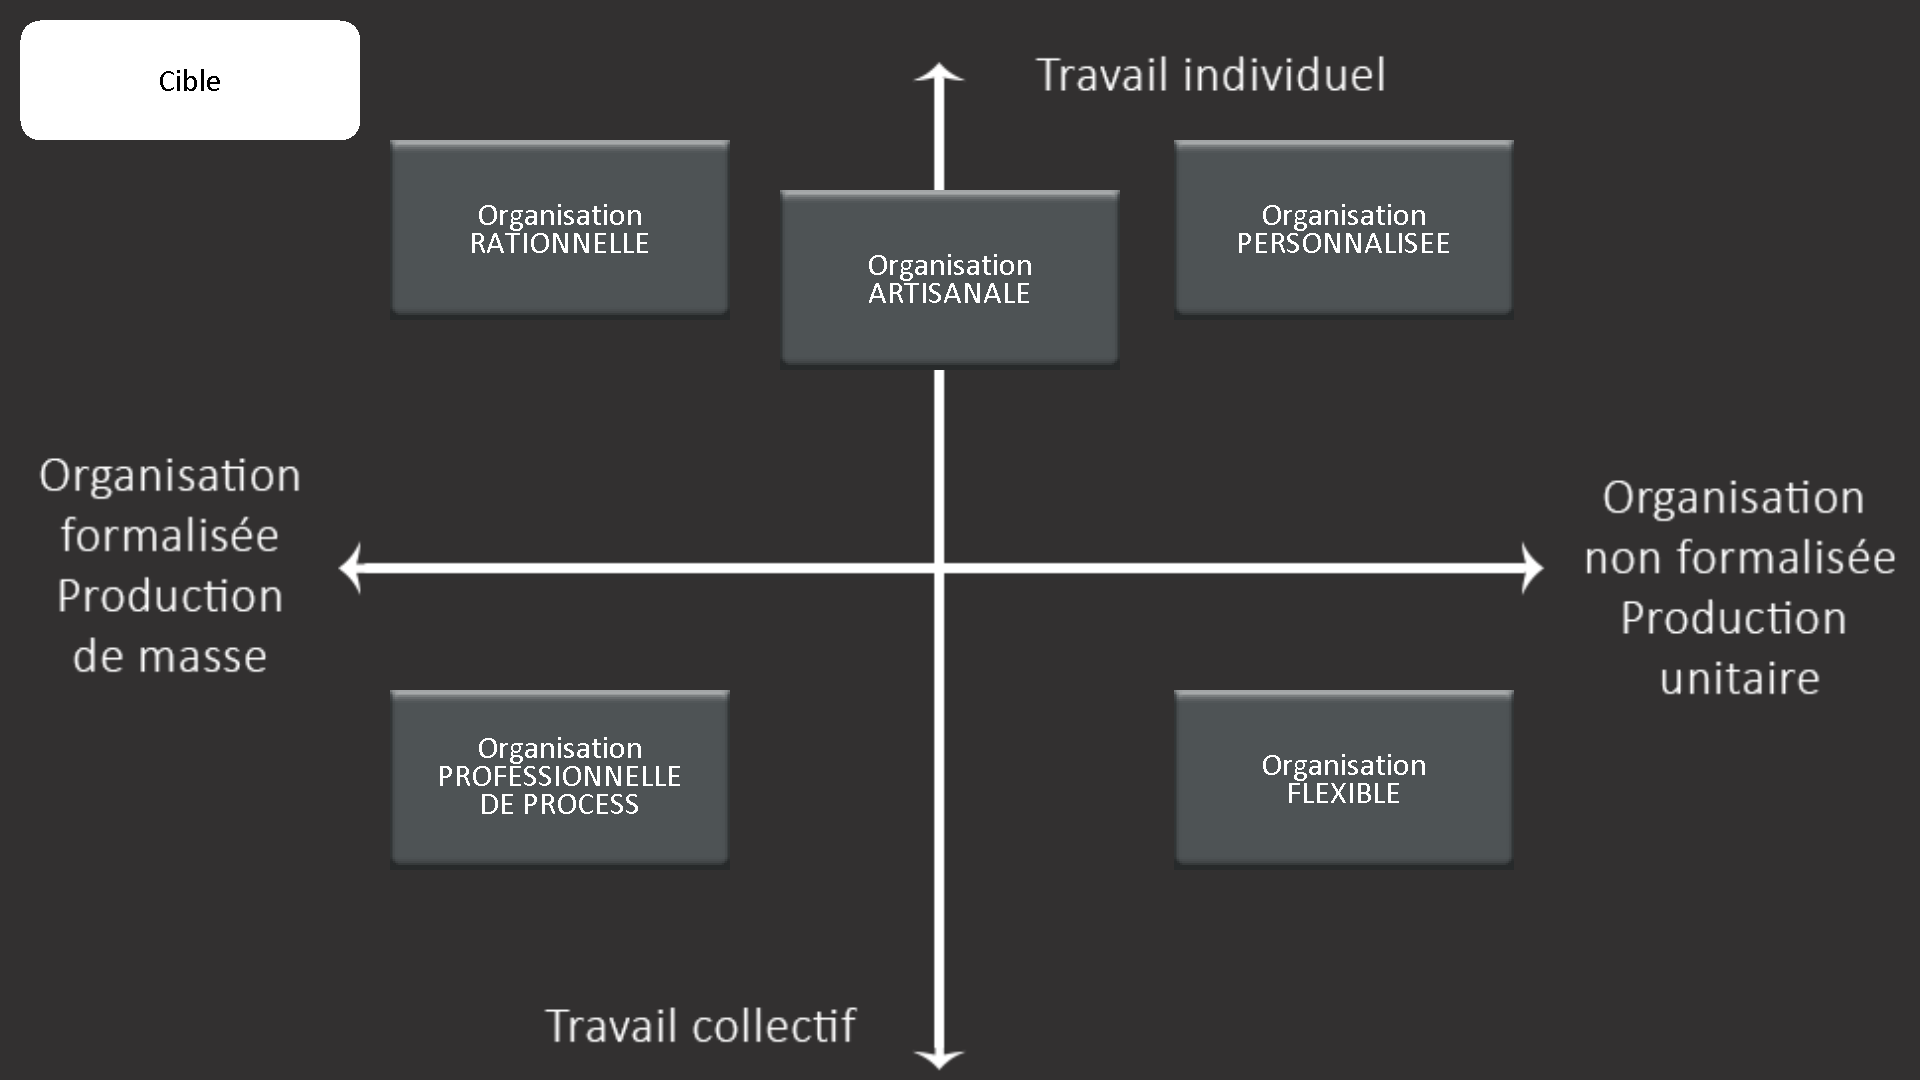 Cible
Travail individuel
Organisation
RATIONNELLE
Organisation
ARTISANALE
Organisation
PERSONNALISEE
Organisation
formalisée
Production
de masse
Organisation
non formalisée
Production
unitaire
Organisation
PROFESSIONNELLE
DE PROCESS
Organisation
FLEXIBLE
Travail collectif